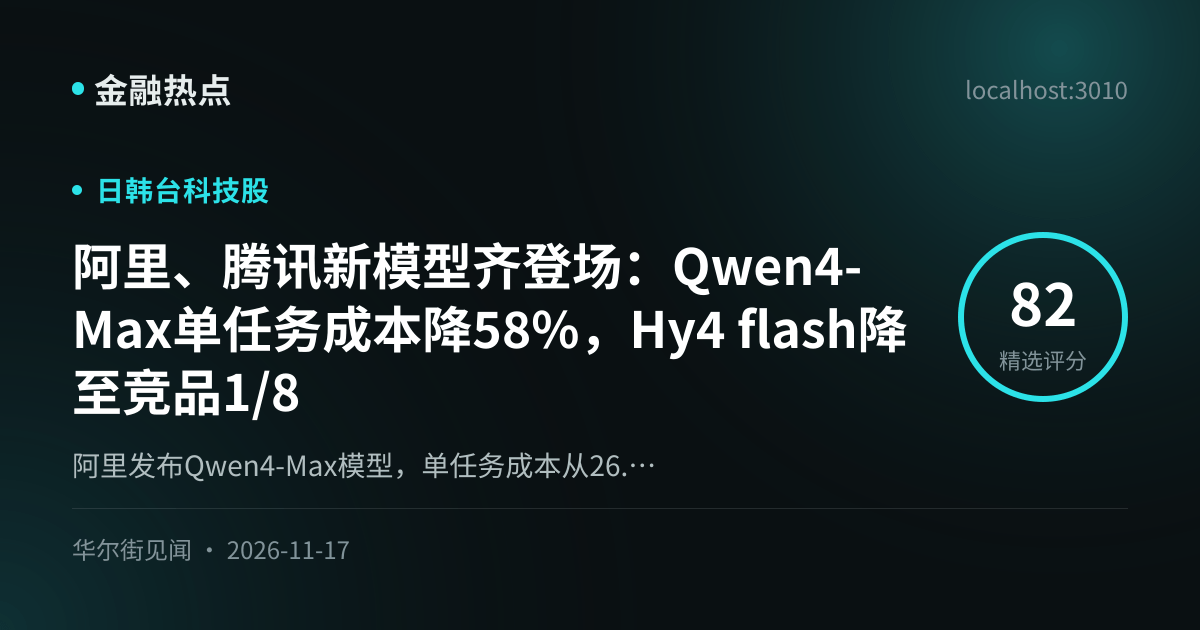 金融热点
localhost:3010
日韩台科技股
阿里、腾讯新模型齐登场：Qwen4-
Max单任务成本降58%，Hy4 flash降
至竞品1/8
82
精选评分
阿里发布Qwen4-Max模型，单任务成本从26.…
华尔街见闻 · 2026-11-17